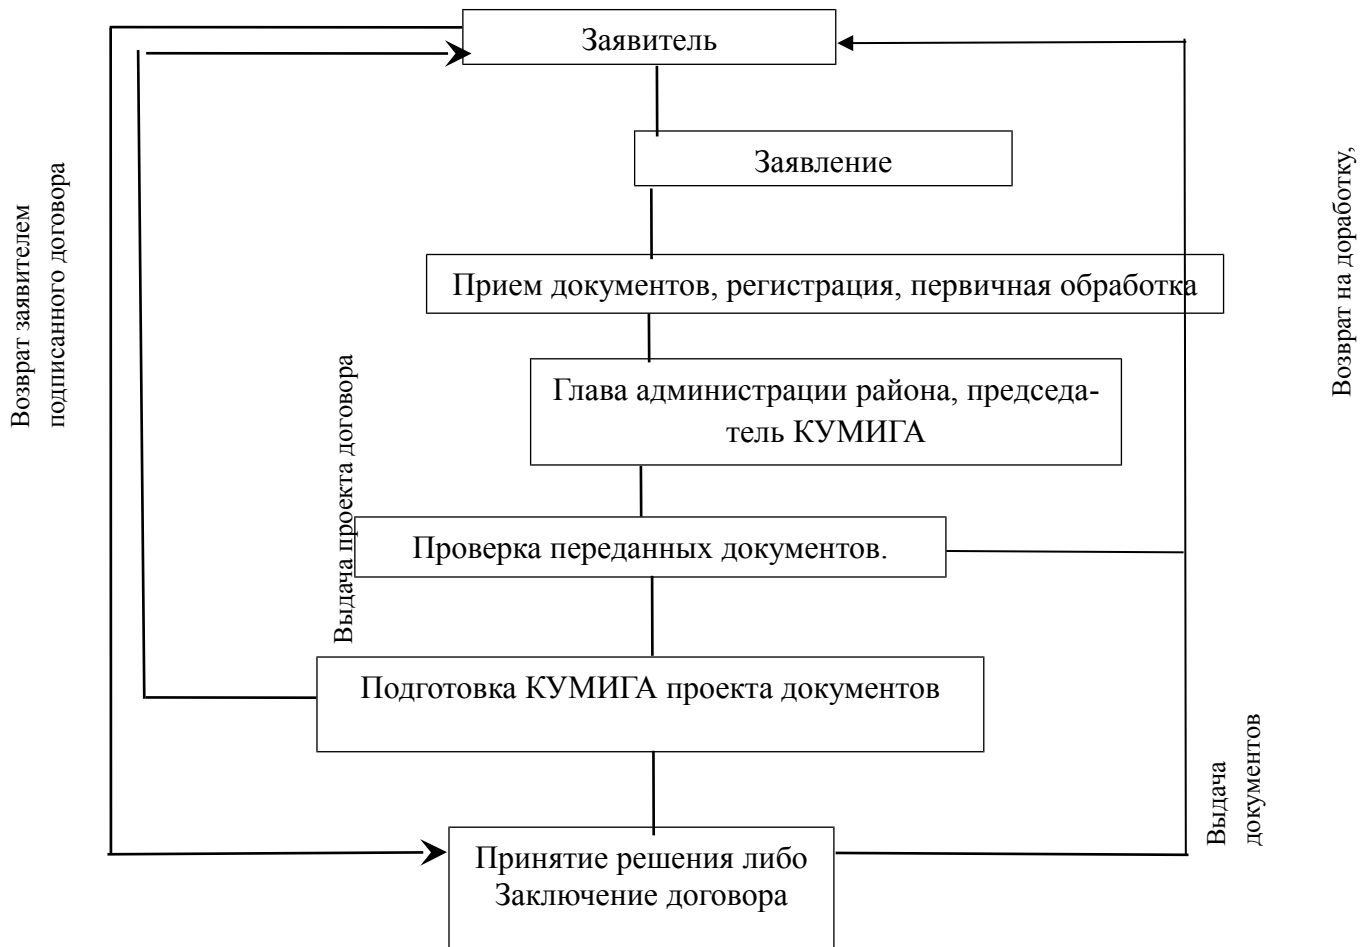 Заявитель
Заявление
Прием документов, регистрация, первичная обработка
Глава администрации района, председа-
тель КУМИГА
Проверка переданных документов.
Подготовка КУМИГА проекта документов
Принятие решения либо
Заключение договора
Возврат заявителем
подписанного договора
Выдача проекта договора
Возврат на доработку,
Выдача
документов